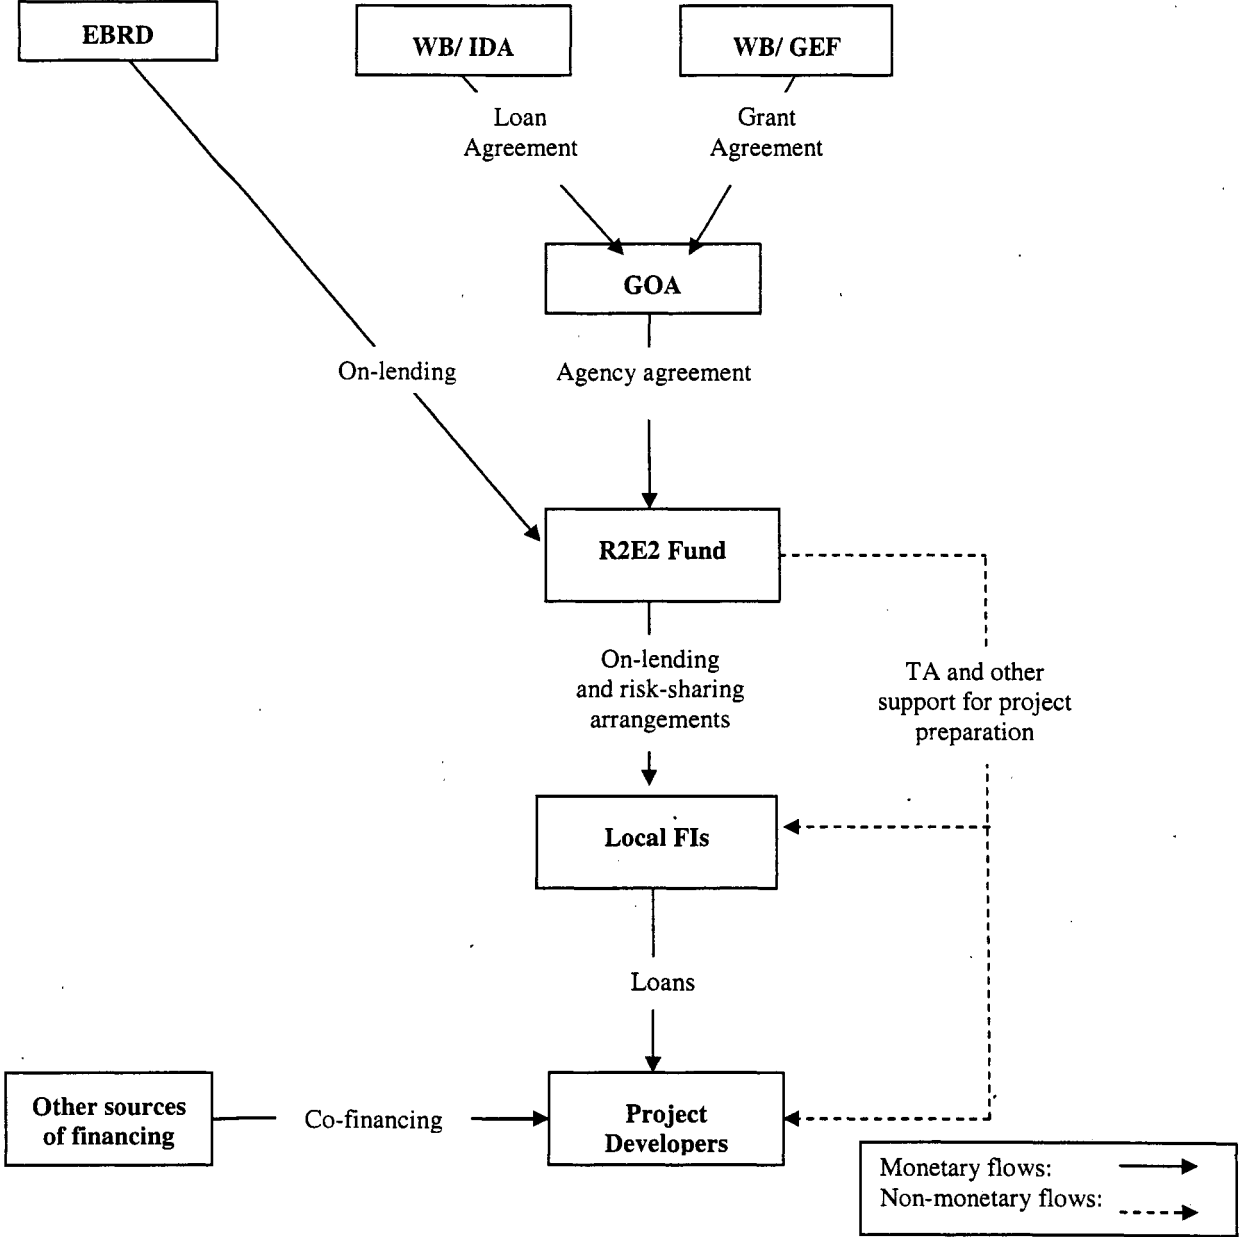 EBRD
WB/ IDA
WB/ GEF
Loan
Agreement
Grant
Agreement
GOA
On-lending
Agency agreement
R2E2 Fund
On-lending
and risk-sharing
arrangements
TA and other
support for project
preparation
Local FIs
Loans
Other sources
of financing
Co-financing
Project
Developers
Monetary flows:
Non-monetary flows: